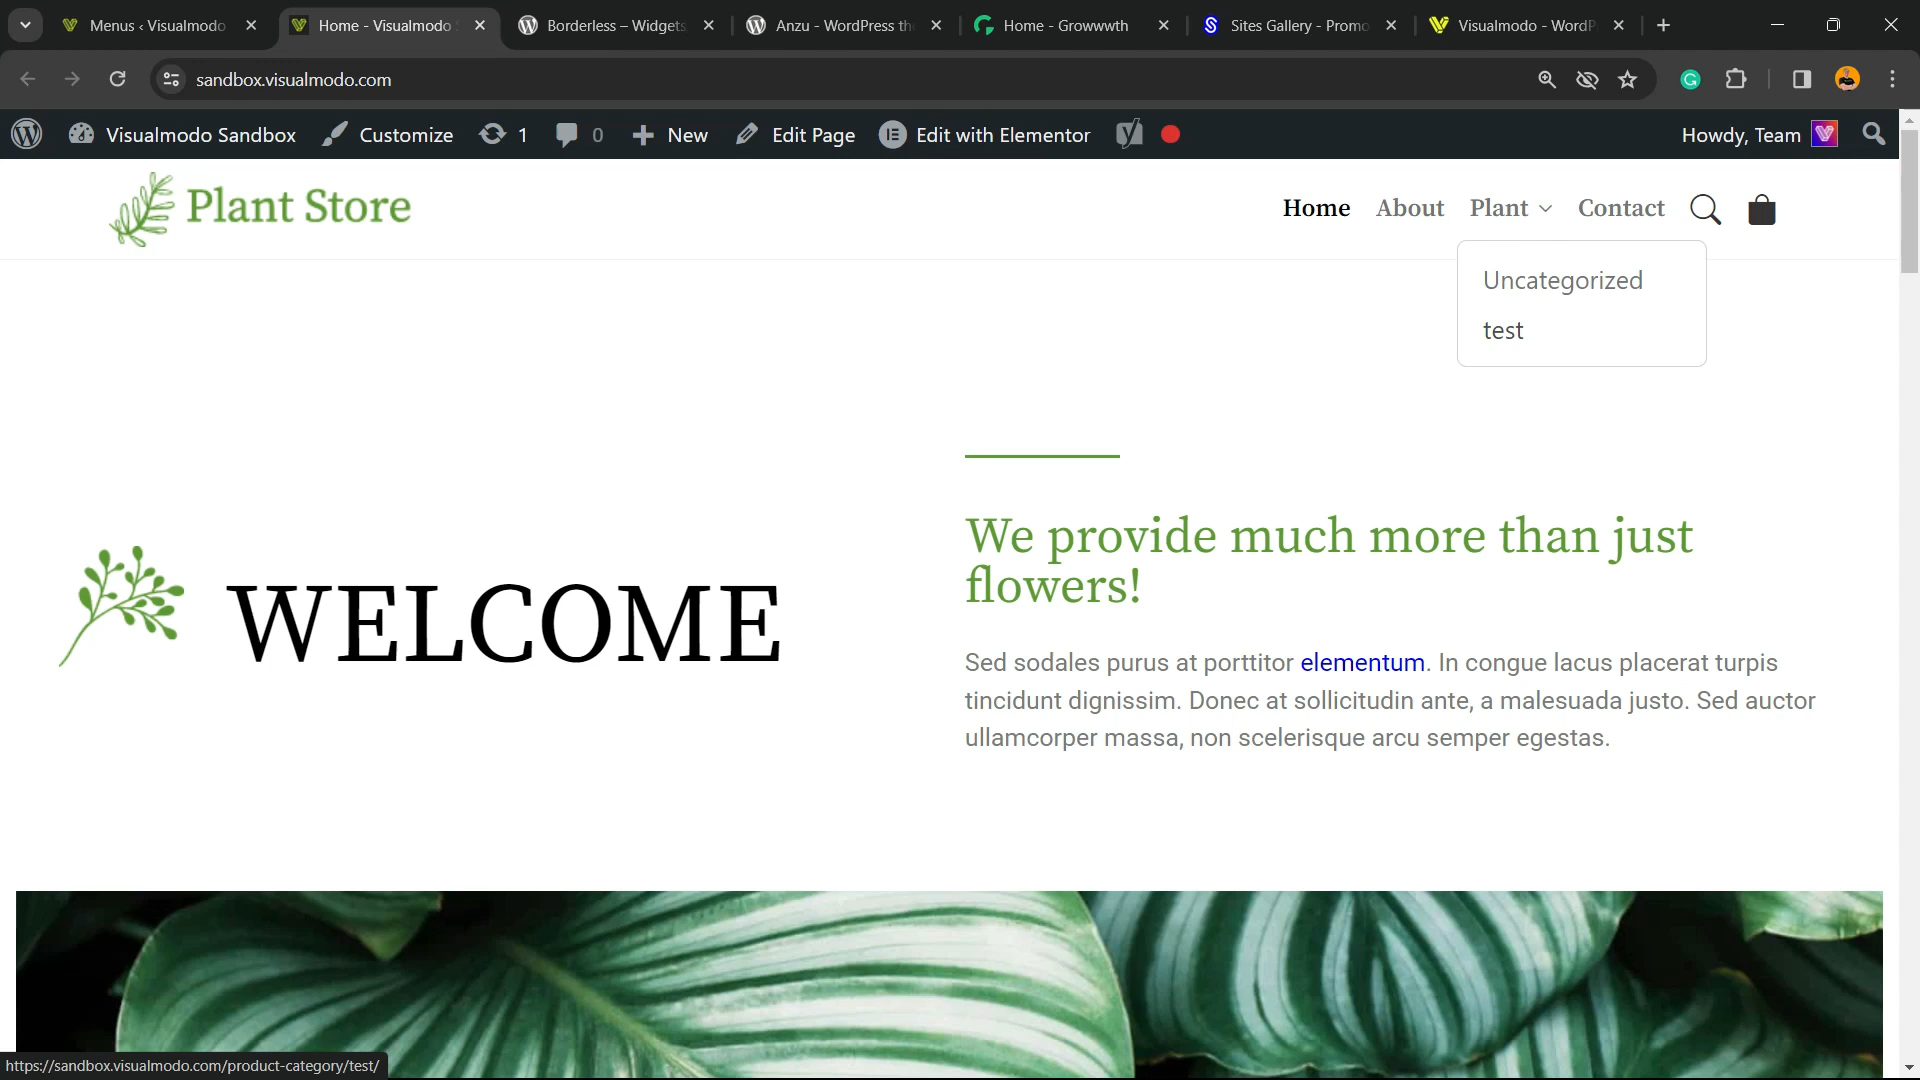 Menus ‹ Visualmodo
Home - Visualmodo
Borderless – Widgets
Anzu - WordPress th
Home - Growwwth
Sites Gallery - Promo
Visualmodo - WordP
sandbox.visualmodo.com
Visualmodo Sandbox
Customize
1
0
New
Edit Page
Edit with Elementor
Howdy, Team
Plant Store
Home
About
Plant
Contact
Uncategorized
test
WELCOME
We provide much more than just
flowers!
Sed sodales purus at porttitor elementum. In congue lacus placerat turpis
tincidunt dignissim. Donec at sollicitudin ante, a malesuada justo. Sed auctor
ullamcorper massa, non scelerisque arcu semper egestas.
https://sandbox.visualmodo.com/product-category/test/